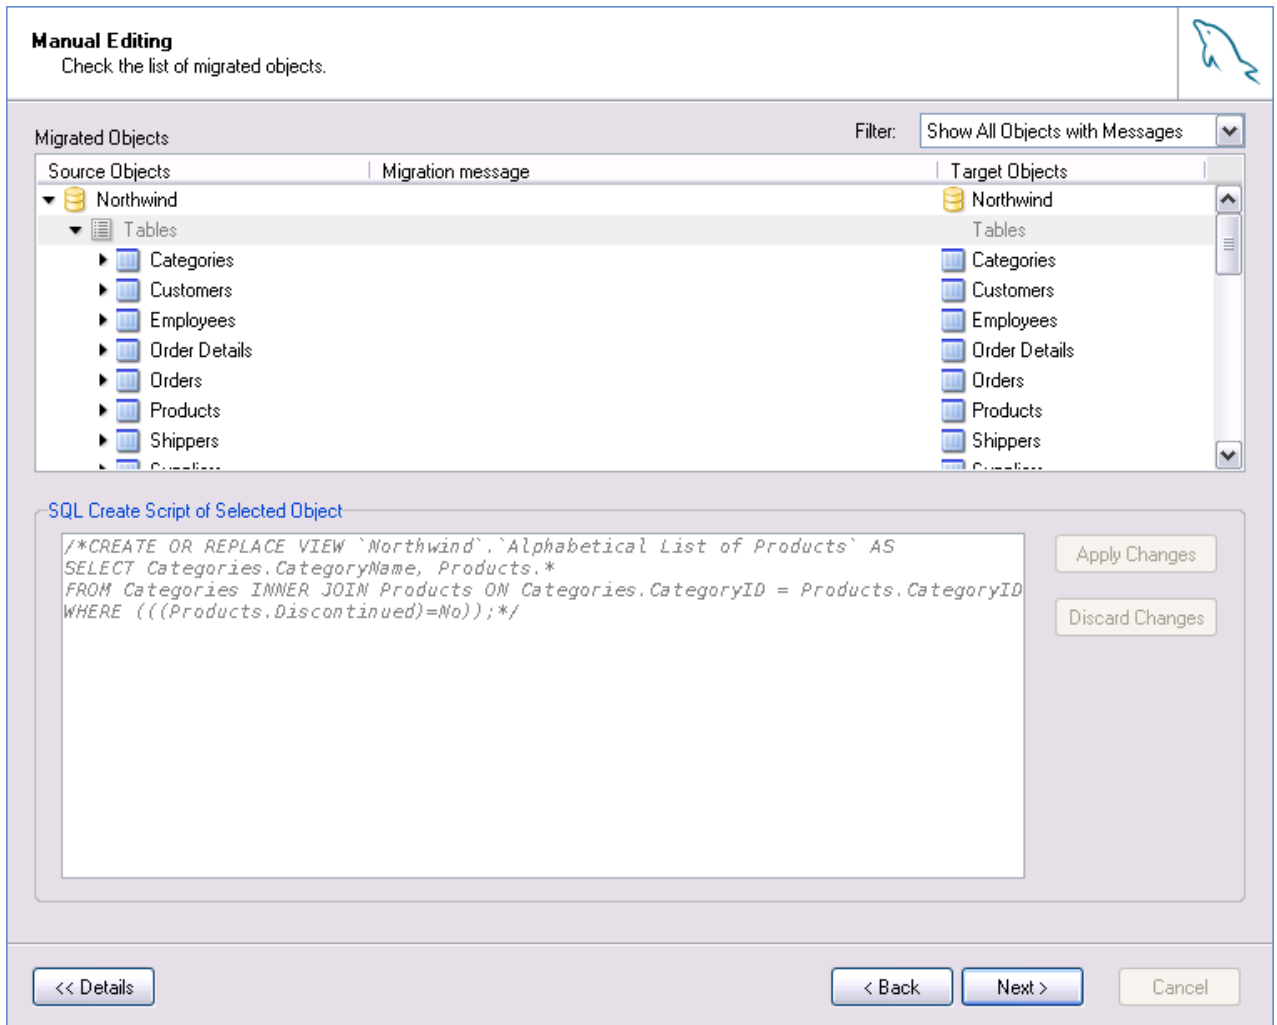 Manual Editing
Check the list of migrated objects.
Migrated Objects
Filter: Show All Objects with Messages
Source Objects Migration message Target Objects
Northwind Northwind
Tables Tables
Categories Categories
Customers Customers
Employees Employees
Order Details Order Details
Orders Orders
Products Products
Shippers Shippers
SQL Create Script of Selected Object
/*CREATE OR REPLACE VIEW `Northwind`.`Alphabetical List of Products` AS
SELECT Categories.CategoryName, Products.*
FROM Categories INNER JOIN Products ON Categories.CategoryID = Products.CategoryID
WHERE (((Products.Discontinued)=No));*/
Apply Changes
Discard Changes
<< Details
< Back
Next >
Cancel